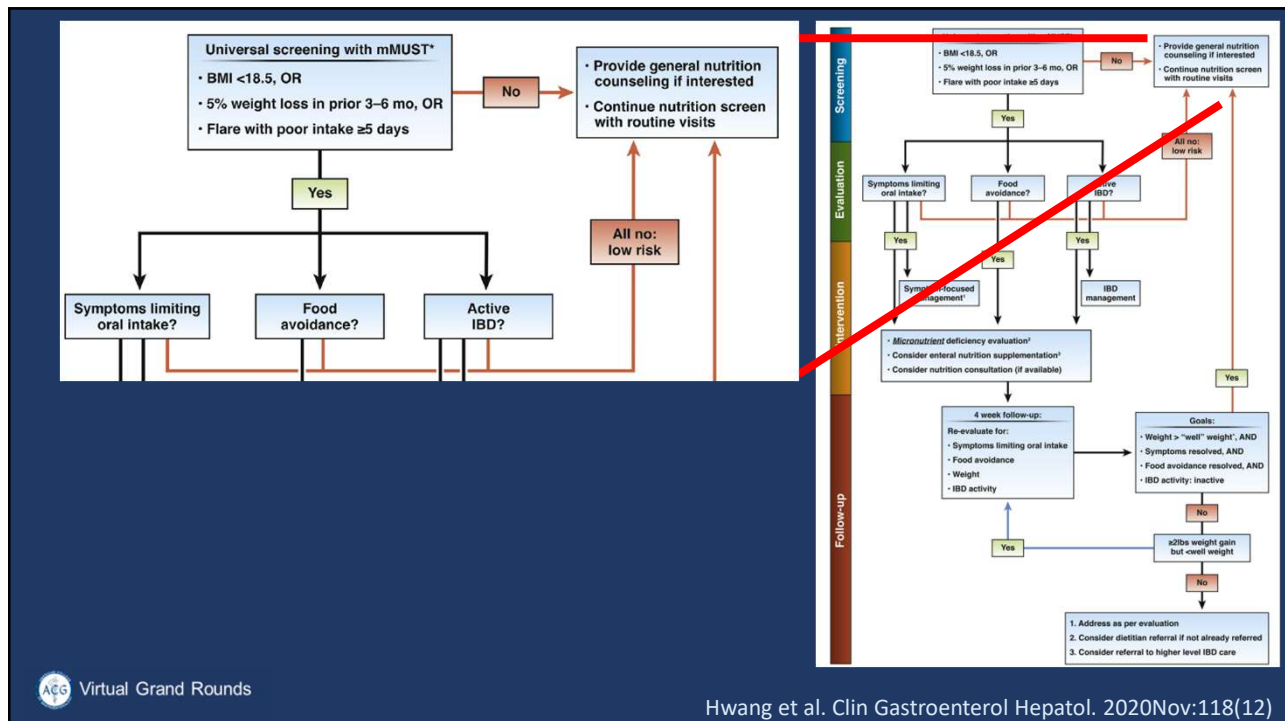 Universal screening with mMUST*
· BMI <18.5, OR
· 5% weight loss in prior 3–6 mo, OR
· Flare with poor intake ≥5 days
No
· Provide general nutrition
counseling if interested
· Continue nutrition screen
with routine visits
Yes
All no:
low risk
Symptoms limiting
oral intake?
Food
avoidance?
Active
IBD?
Screening
Evaluation
Intervention
Follow-up
· BMI <18.5, OR
· 5% weight loss in prior 3–6 mo, OR
· Flare with poor intake ≥5 days
No
· Provide general nutrition
counseling if interested
· Continue nutrition screen
with routine visits
Yes
All no:
low risk
Symptoms limiting
oral intake?
Food
avoidance?
IBD?
Yes
Yes
Yes
IBD
management
· Micronutrient deficiency evaluation²
· Consider enteral nutrition supplementation³
· Consider nutrition consultation (if available)
Yes
4 week follow-up:
Re-evaluate for:
· Symptoms limiting oral intake
· Food avoidance
· Weight
· IBD activity
Goals:
· Weight > "well" weight*, AND
· Symptoms resolved, AND
· Food avoidance resolved, AND
· IBD activity: inactive
No
Yes
≥2lbs weight gain
but <well weight
No
1. Address as per evaluation
2. Consider dietitian referral if not already referred
3. Consider referral to higher level IBD care
ACG
Virtual Grand Rounds
Hwang et al. Clin Gastroenterol Hepatol. 2020Nov:118(12)